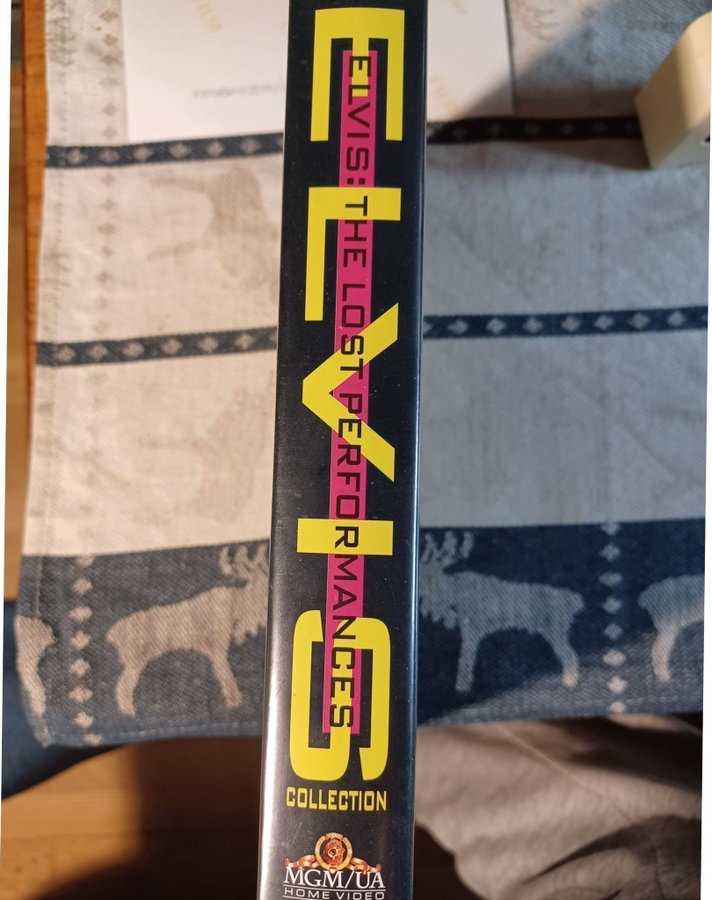 ELVIS
ELVIS: THE LOST PERFORMANCES
COLLECTION
MGM/UA
HOME VIDEO